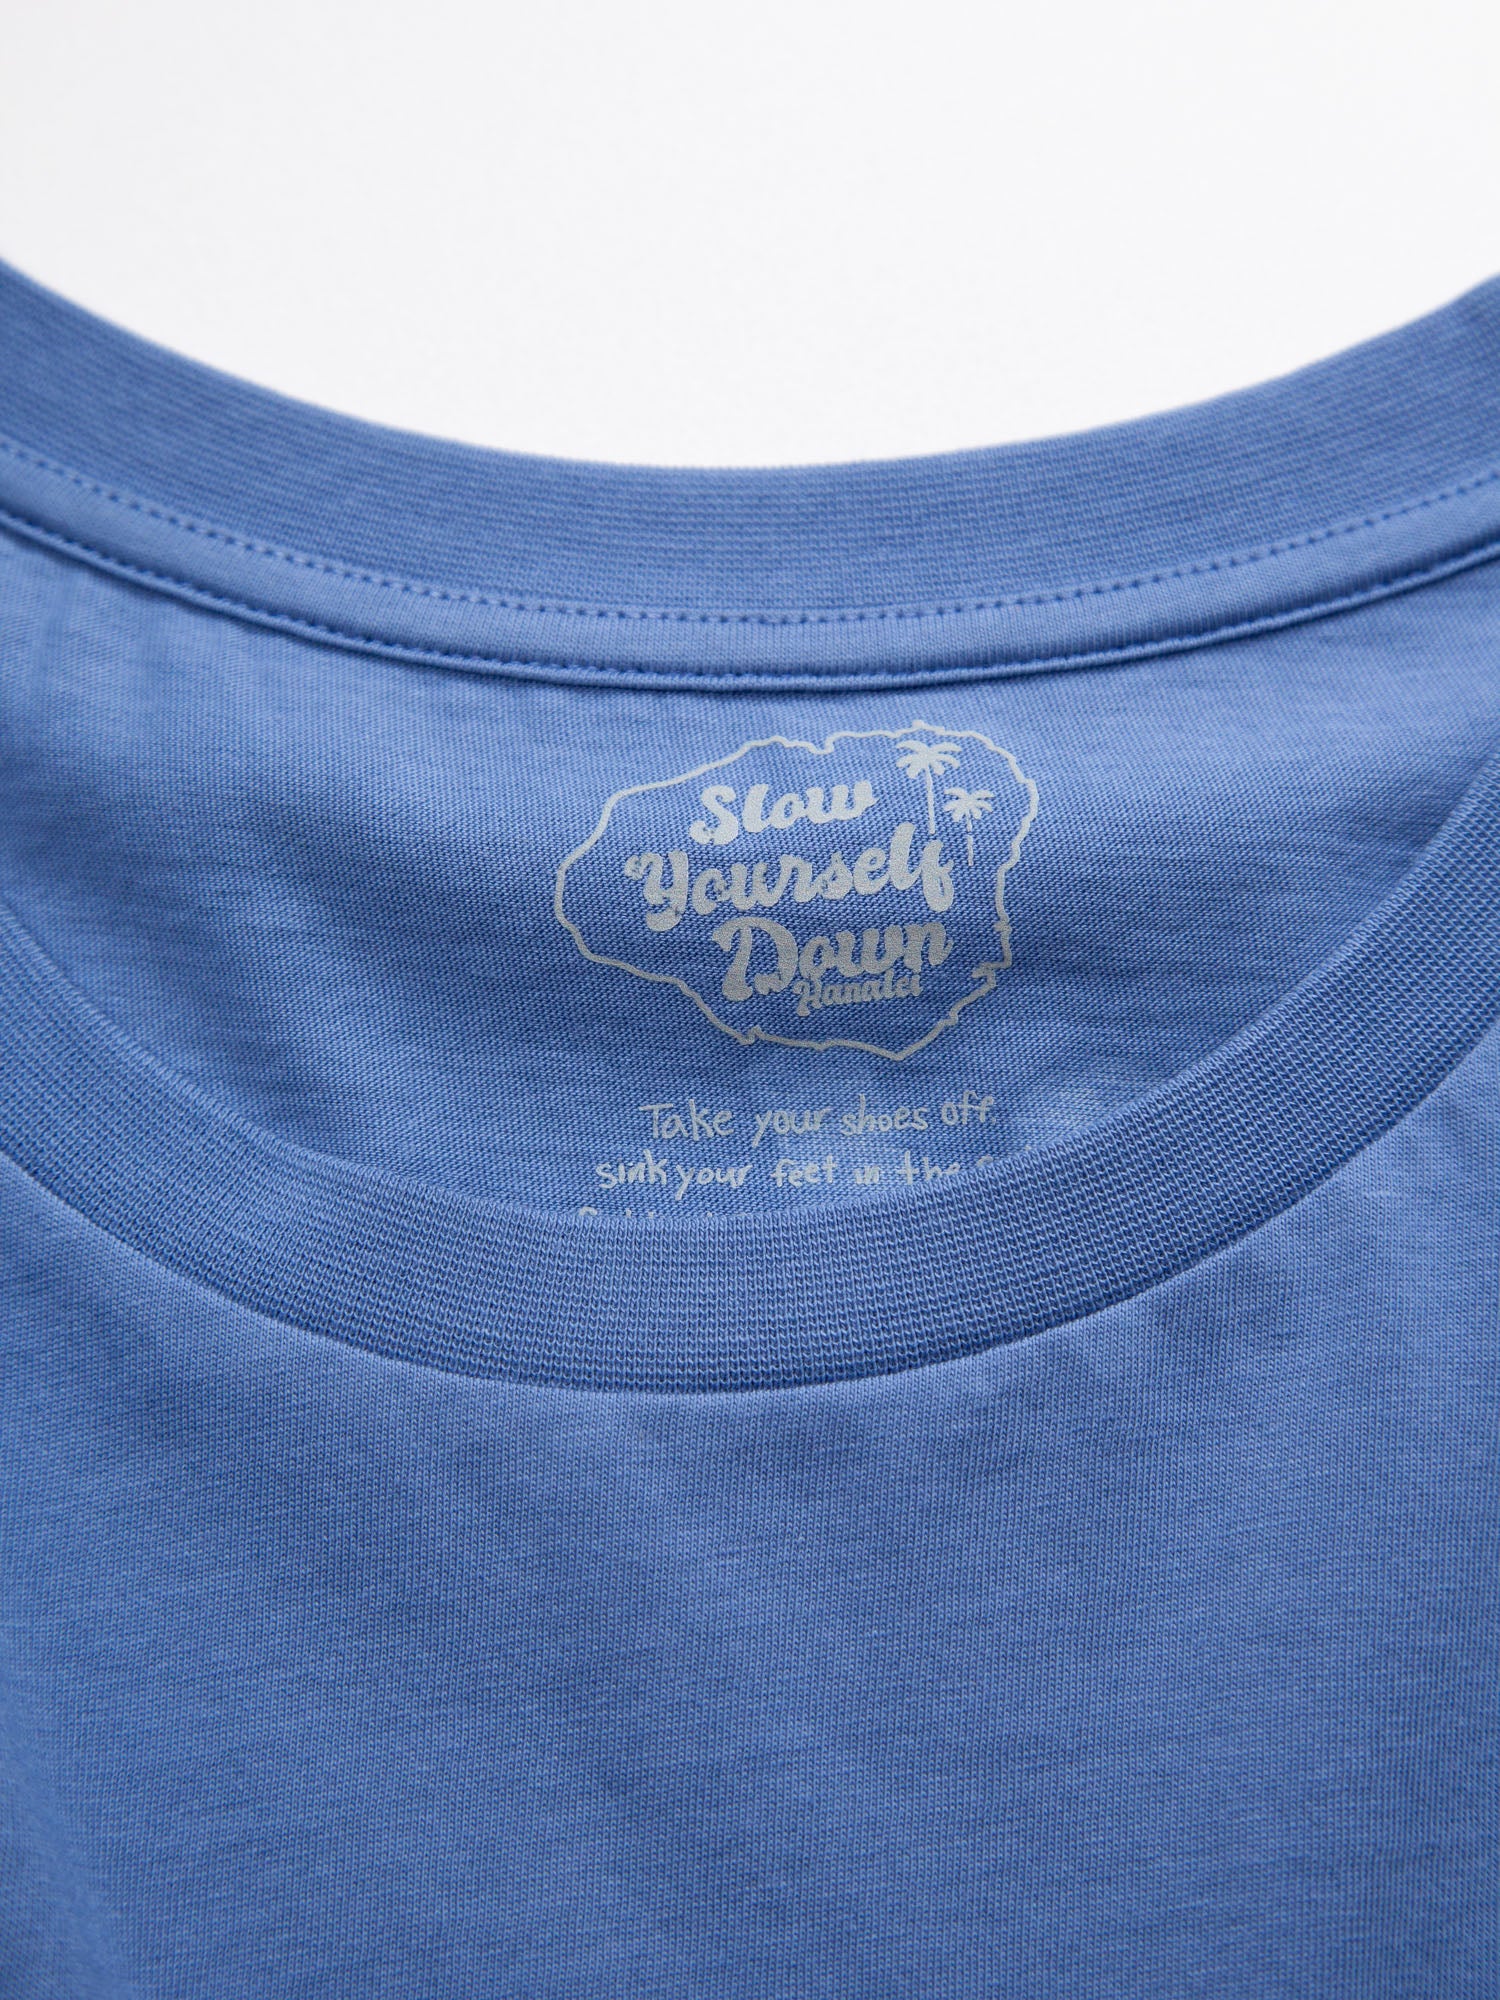 Slow
Yourself
Down
Hanalei
Take your shoes off.
sink your feet in the